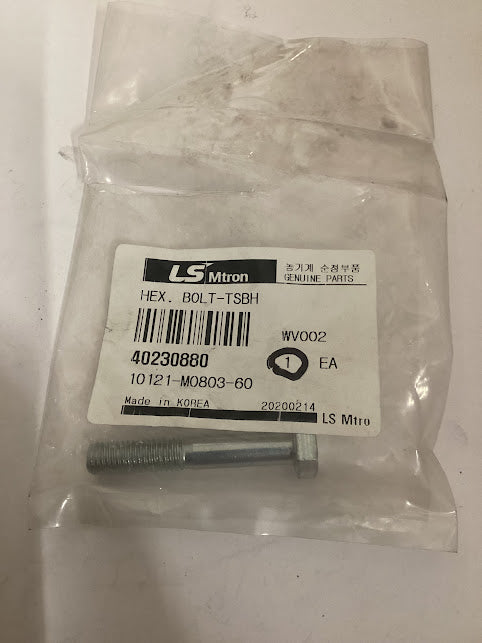 LS Mtron
농기계 순정부품
GENUINE PARTS
HEX. BOLT-TSBH
WV002
40230880
1 EA
10121-M0803-60
Made in KOREA
20200214
LS Mtro